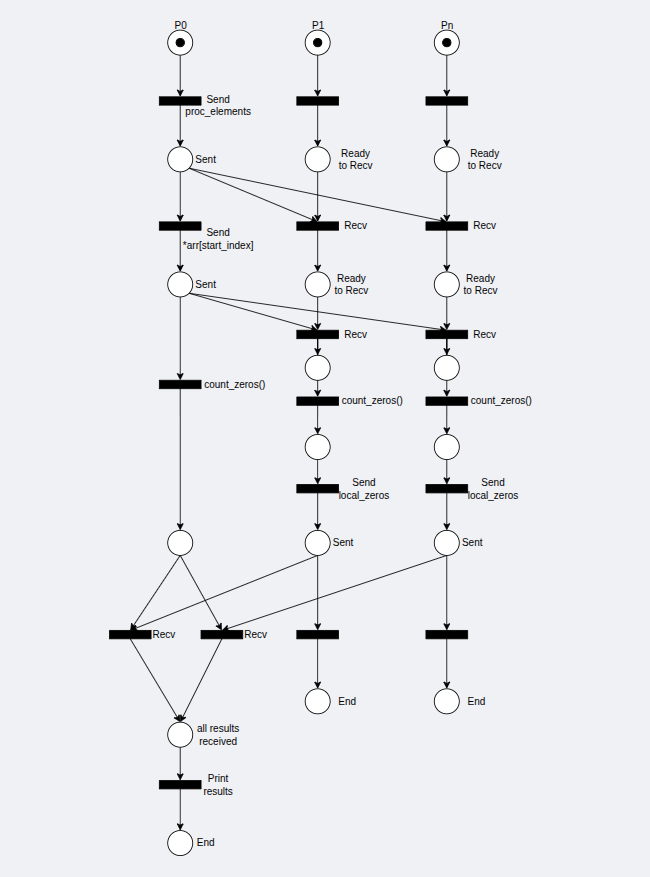 P0
P1
Pn
Send
proc_elements
Sent
Ready
to Recv
Ready
to Recv
Send
*arr[start_index]
Recv
Recv
Sent
Ready
to Recv
Ready
to Recv
Recv
Recv
count_zeros()
count_zeros()
count_zeros()
Send
local_zeros
Send
local_zeros
Sent
Sent
Recv
Recv
all results
received
End
End
Print
results
End